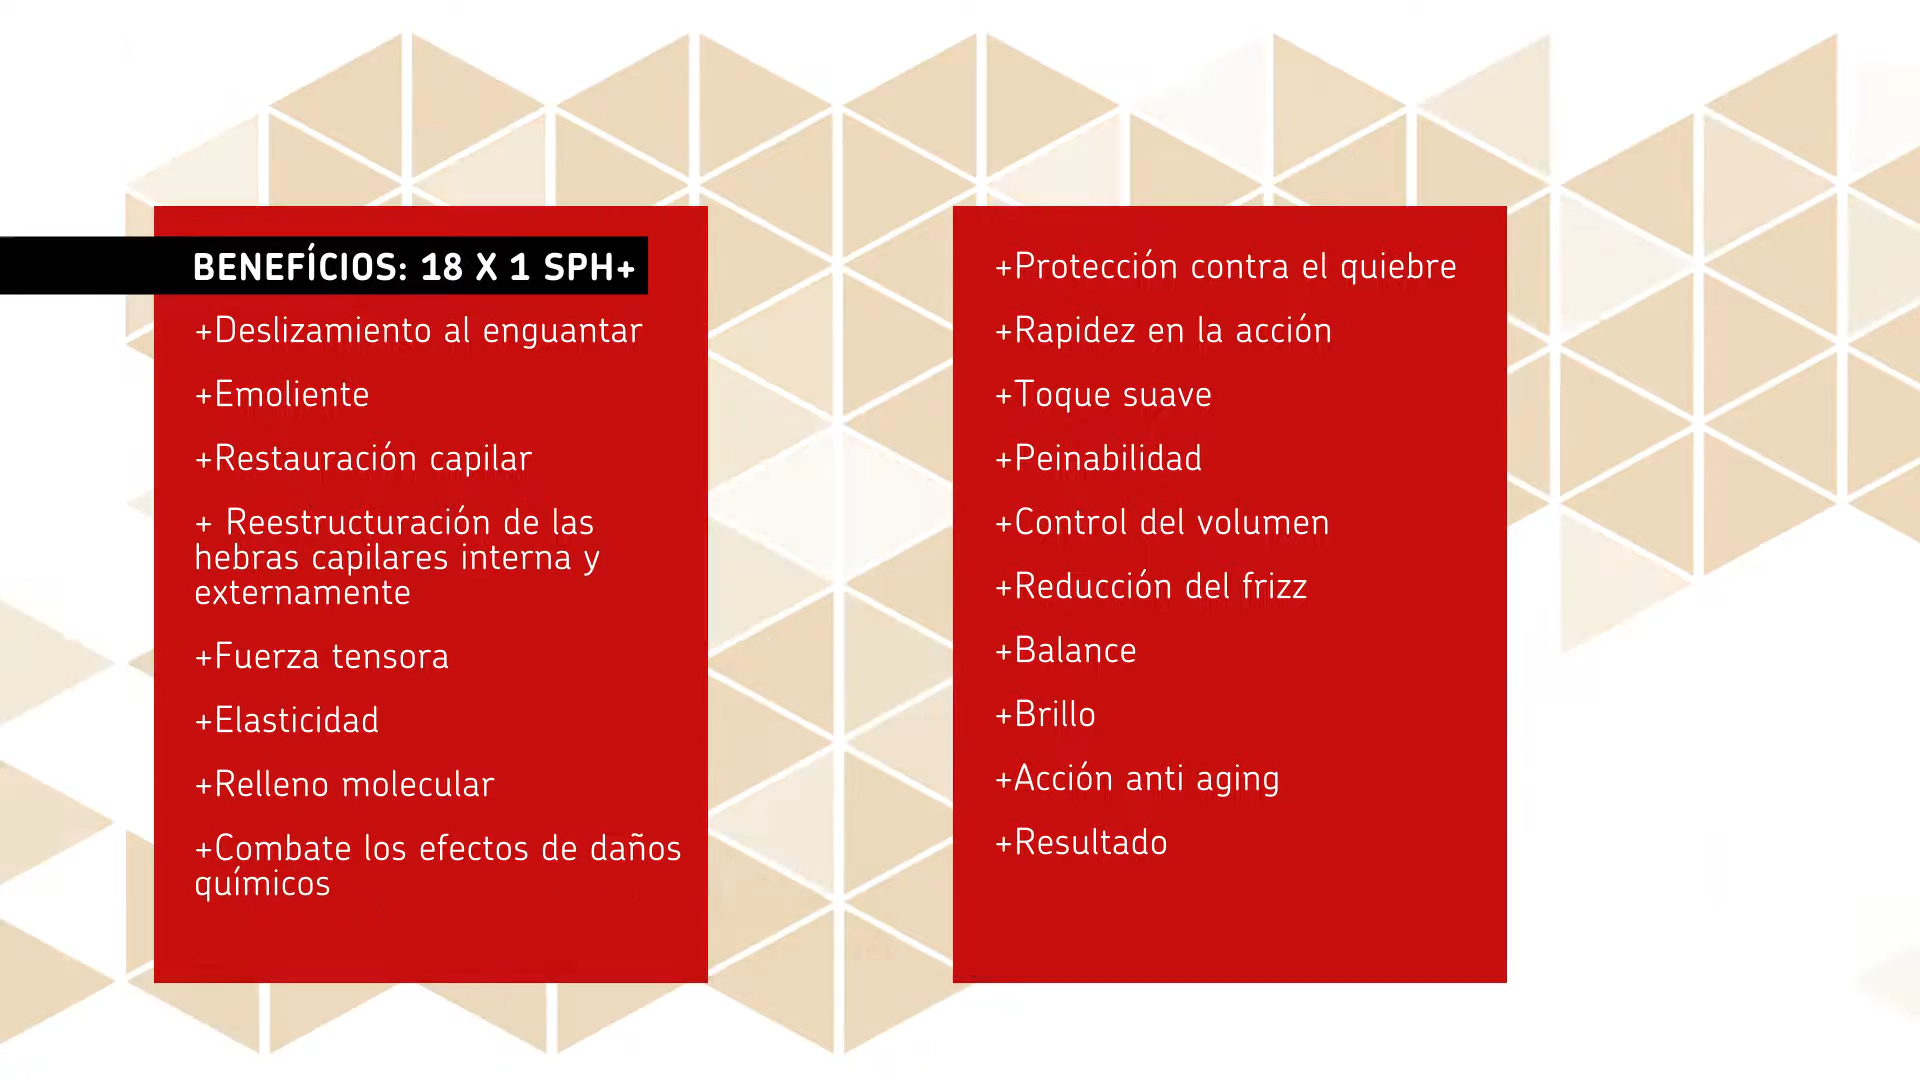 BENEFÍCIOS: 18 X 1 SPH+
+Deslizamiento al enguantar
+Emoliente
+Restauración capilar
+ Reestructuración de las
hebras capilares interna y
externamente
+Fuerza tensora
+Elasticidad
+Relleno molecular
+Combate los efectos de daños
químicos
+Protección contra el quiebre
+Rapidez en la acción
+Toque suave
+Peinabilidad
+Control del volumen
+Reducción del frizz
+Balance
+Brillo
+Acción anti aging
+Resultado